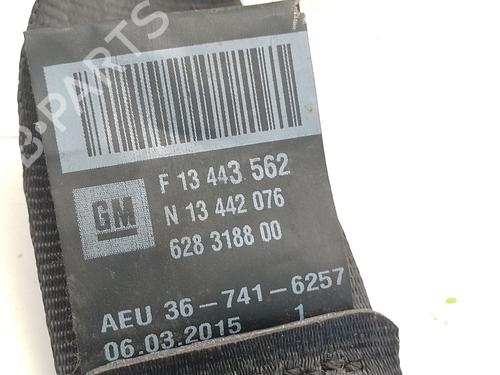 B-PARTS
GM
F 13 443 562
N 13 442 076
628 3188 00
AEU 36-741-6257
06.03.2015 1